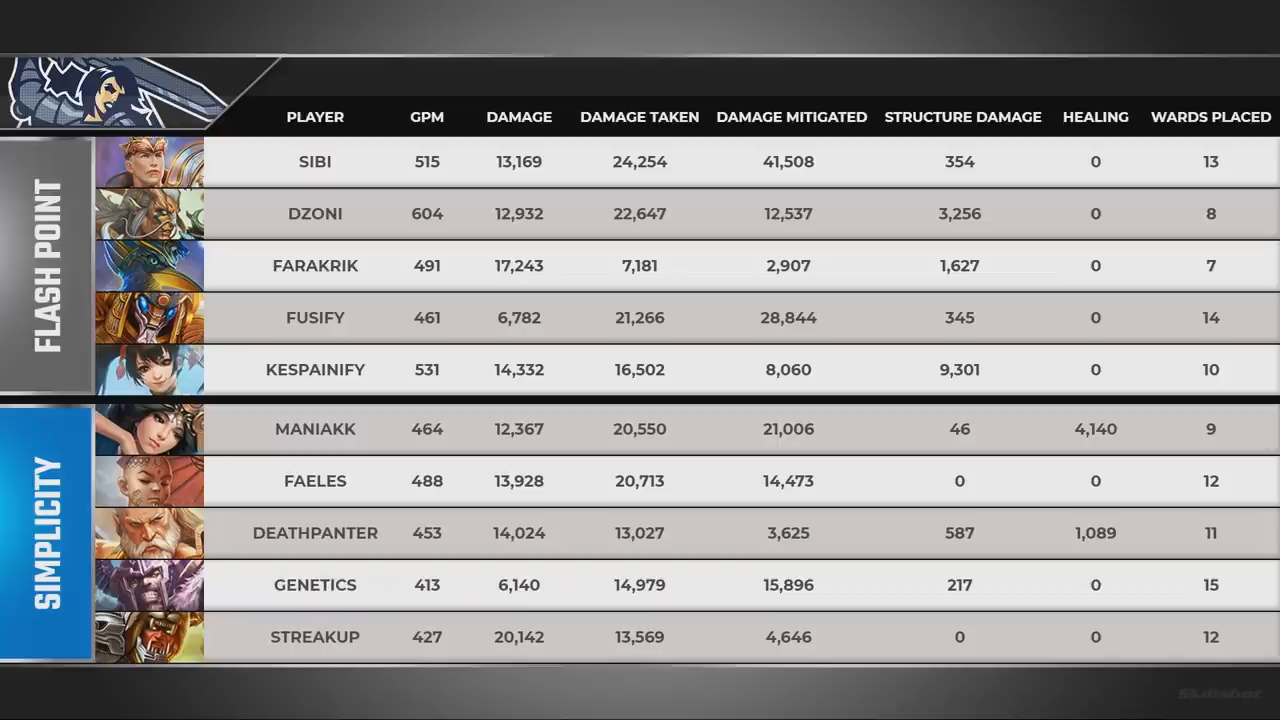 PLAYER GPM DAMAGE DAMAGE TAKEN DAMAGE MITIGATED STRUCTURE DAMAGE HEALING WARDS PLACED
FLASH POINT
SIBI 515 13,169 24,254 41,508 354 0 13
DZONI 604 12,932 22,647 12,537 3,256 0 8
FARAKRIK 491 17,243 7,181 2,907 1,627 0 7
FUSIFY 461 6,782 21,266 28,844 345 0 14
KESPAINIFY 531 14,332 16,502 8,060 9,301 0 10
SIMPLICITY
MANIAKK 464 12,367 20,550 21,006 46 4,140 9
FAELES 488 13,928 20,713 14,473 0 0 12
DEATHPANTER 453 14,024 13,027 3,625 587 1,089 11
GENETICS 413 6,140 14,979 15,896 217 0 15
STREAKUP 427 20,142 13,569 4,646 0 0 12
Skillshot